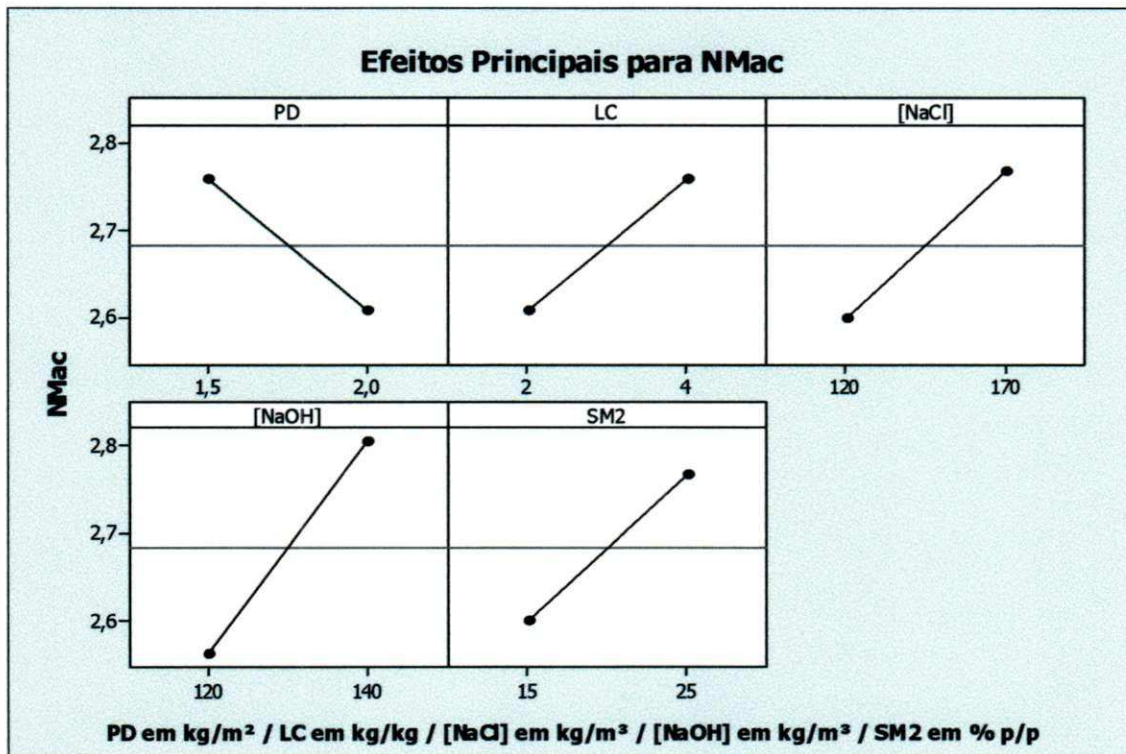 Efeitos Principais para NMac
PD LC [NaCl]
2,8
2,7
2,6
1,5 2,0 2 4 120 170
NMac
[NaOH] SM2
2,8
2,7
2,6
120 140 15 25
PD em kg/m² / LC em kg/kg / [NaCl] em kg/m³ / [NaOH] em kg/m³ / SM2 em % p/p